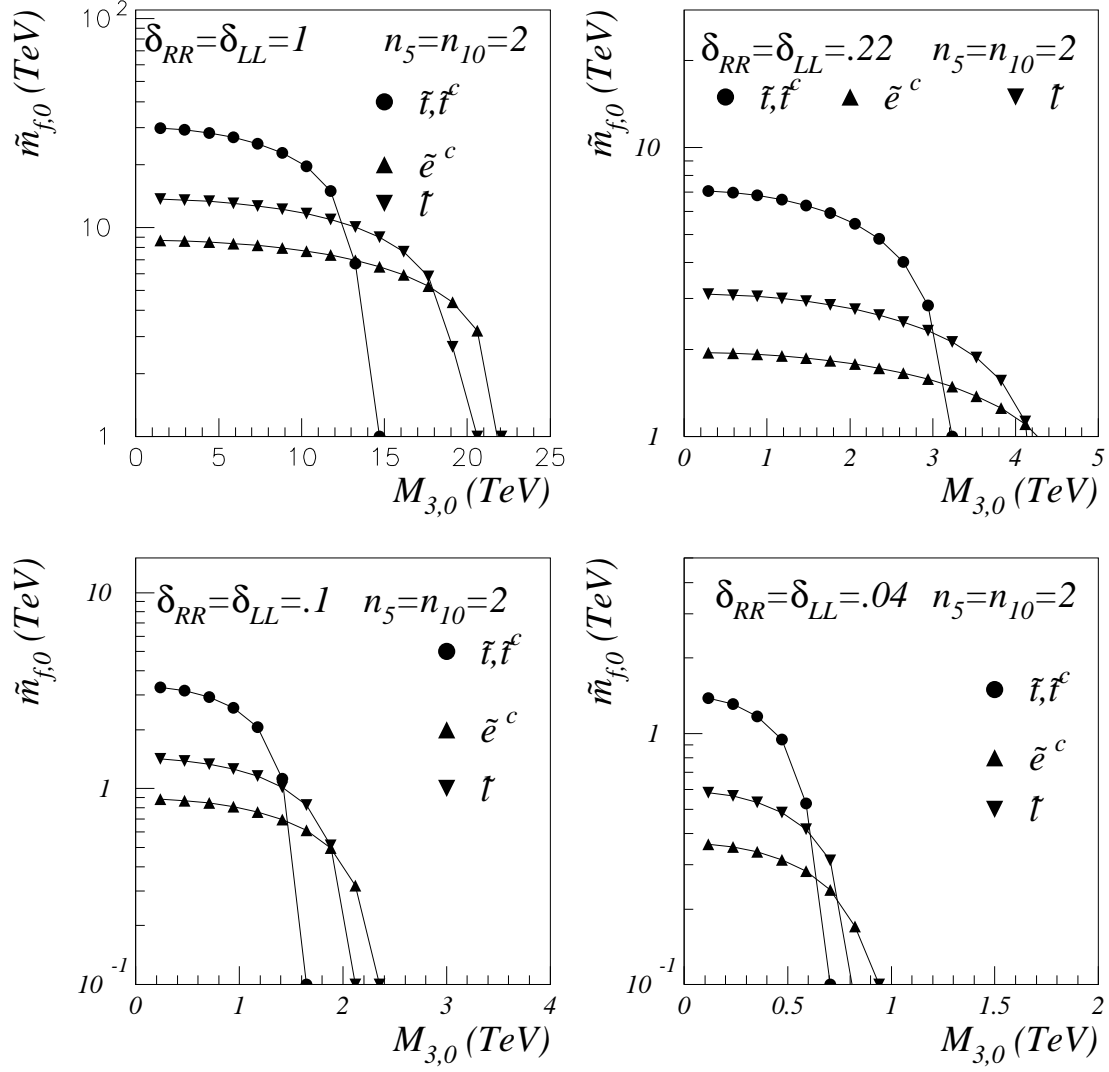 10²
δ_RR=δ_LL=1 n_5=n_10=2
t̃,t̃^c
ẽ^c
l̃
10
1
m̃_f,0 (TeV)
0 5 10 15 20 25
M_3,0 (TeV)
δ_RR=δ_LL=.22 n_5=n_10=2
t̃,t̃^c ẽ^c l̃
10
1
m̃_f,0 (TeV)
0 1 2 3 4 5
M_3,0 (TeV)
10
δ_RR=δ_LL=.1 n_5=n_10=2
t̃,t̃^c
ẽ^c
l̃
1
10^-1
m̃_f,0 (TeV)
0 1 2 3 4
M_3,0 (TeV)
δ_RR=δ_LL=.04 n_5=n_10=2
t̃,t̃^c
ẽ^c
l̃
1
10^-1
m̃_f,0 (TeV)
0 0.5 1 1.5 2
M_3,0 (TeV)